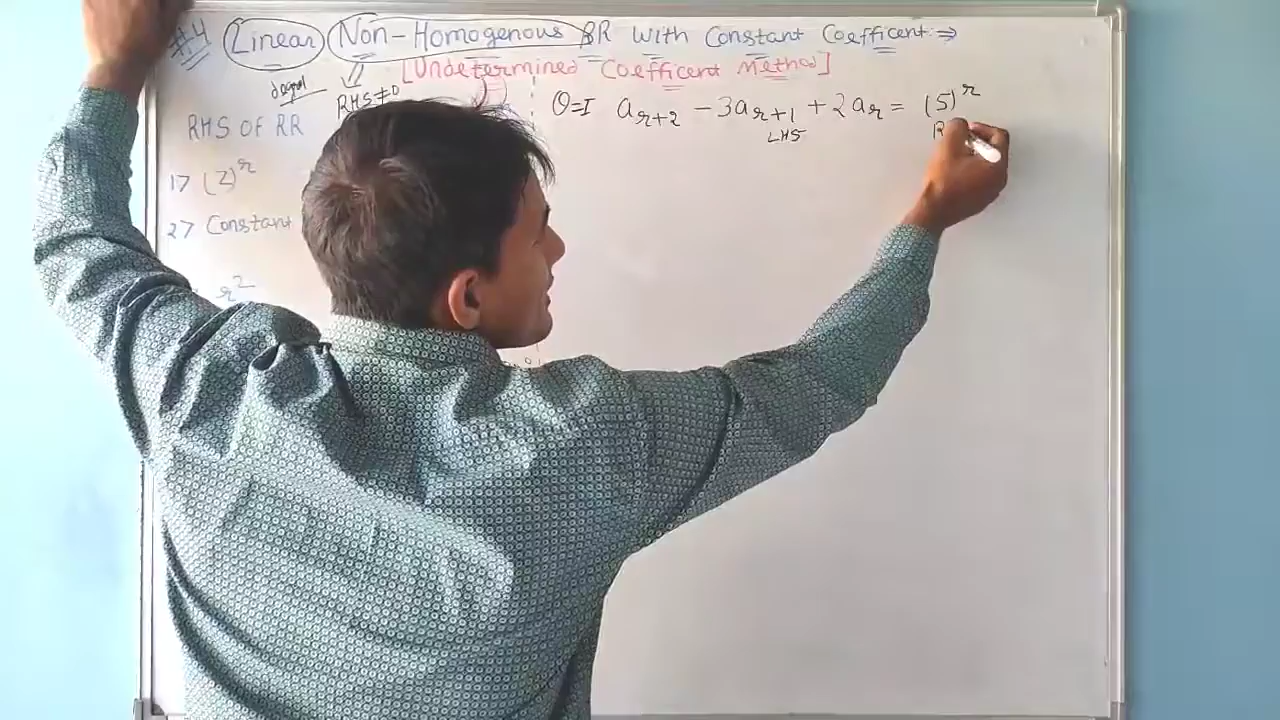 #4 Linear Non-Homogenous RR With Constant Coefficent :⇒
[Undetermined Coefficent Method]
degree
RHS≠0
RHS OF RR
1> (2)^r
2> Constant
r^2
Q=I a_{r+2} - 3a_{r+1} + 2a_r = (5)^r
LHS
R